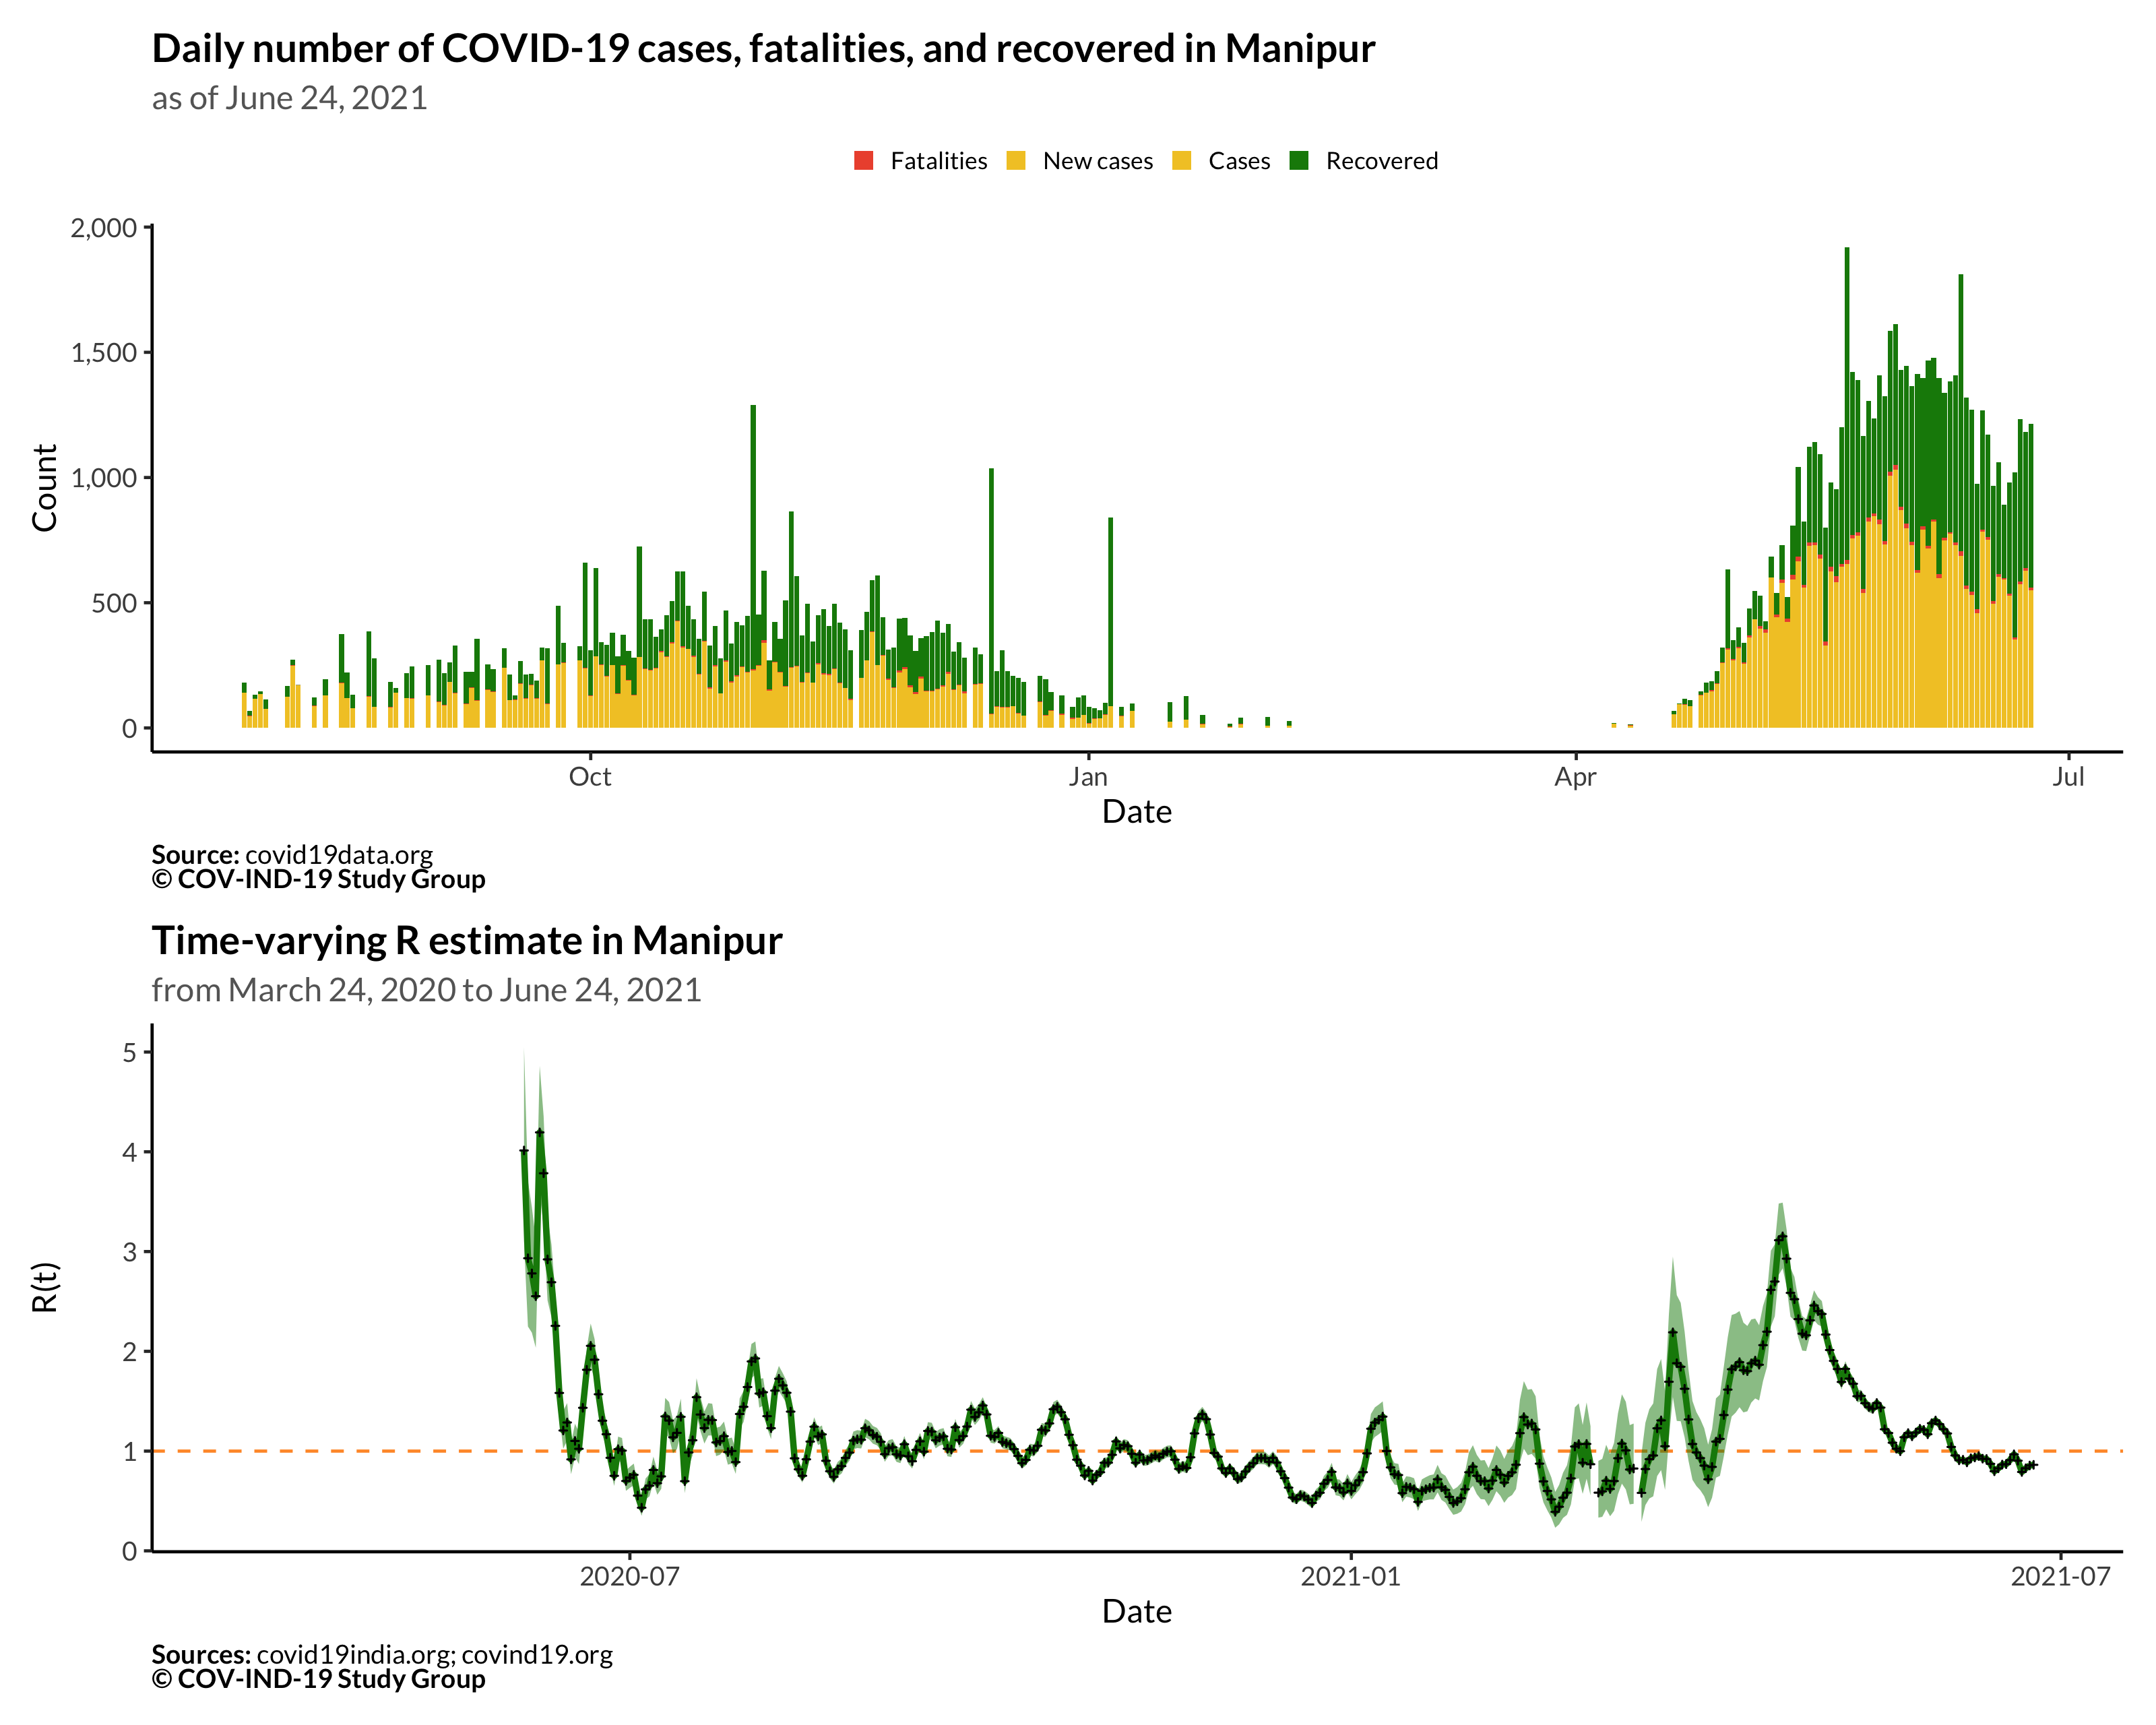 Daily number of COVID-19 cases, fatalities, and recovered in Manipur
as of June 24, 2021
Fatalities New cases Cases Recovered
2,000
1,500
1,000
500
0
Count
Oct Jan Apr Jul
Date
Source: covid19data.org
© COV-IND-19 Study Group
Time-varying R estimate in Manipur
from March 24, 2020 to June 24, 2021
5
4
3
2
1
0
R(t)
2020-07 2021-01 2021-07
Date
Sources: covid19india.org; covind19.org
© COV-IND-19 Study Group